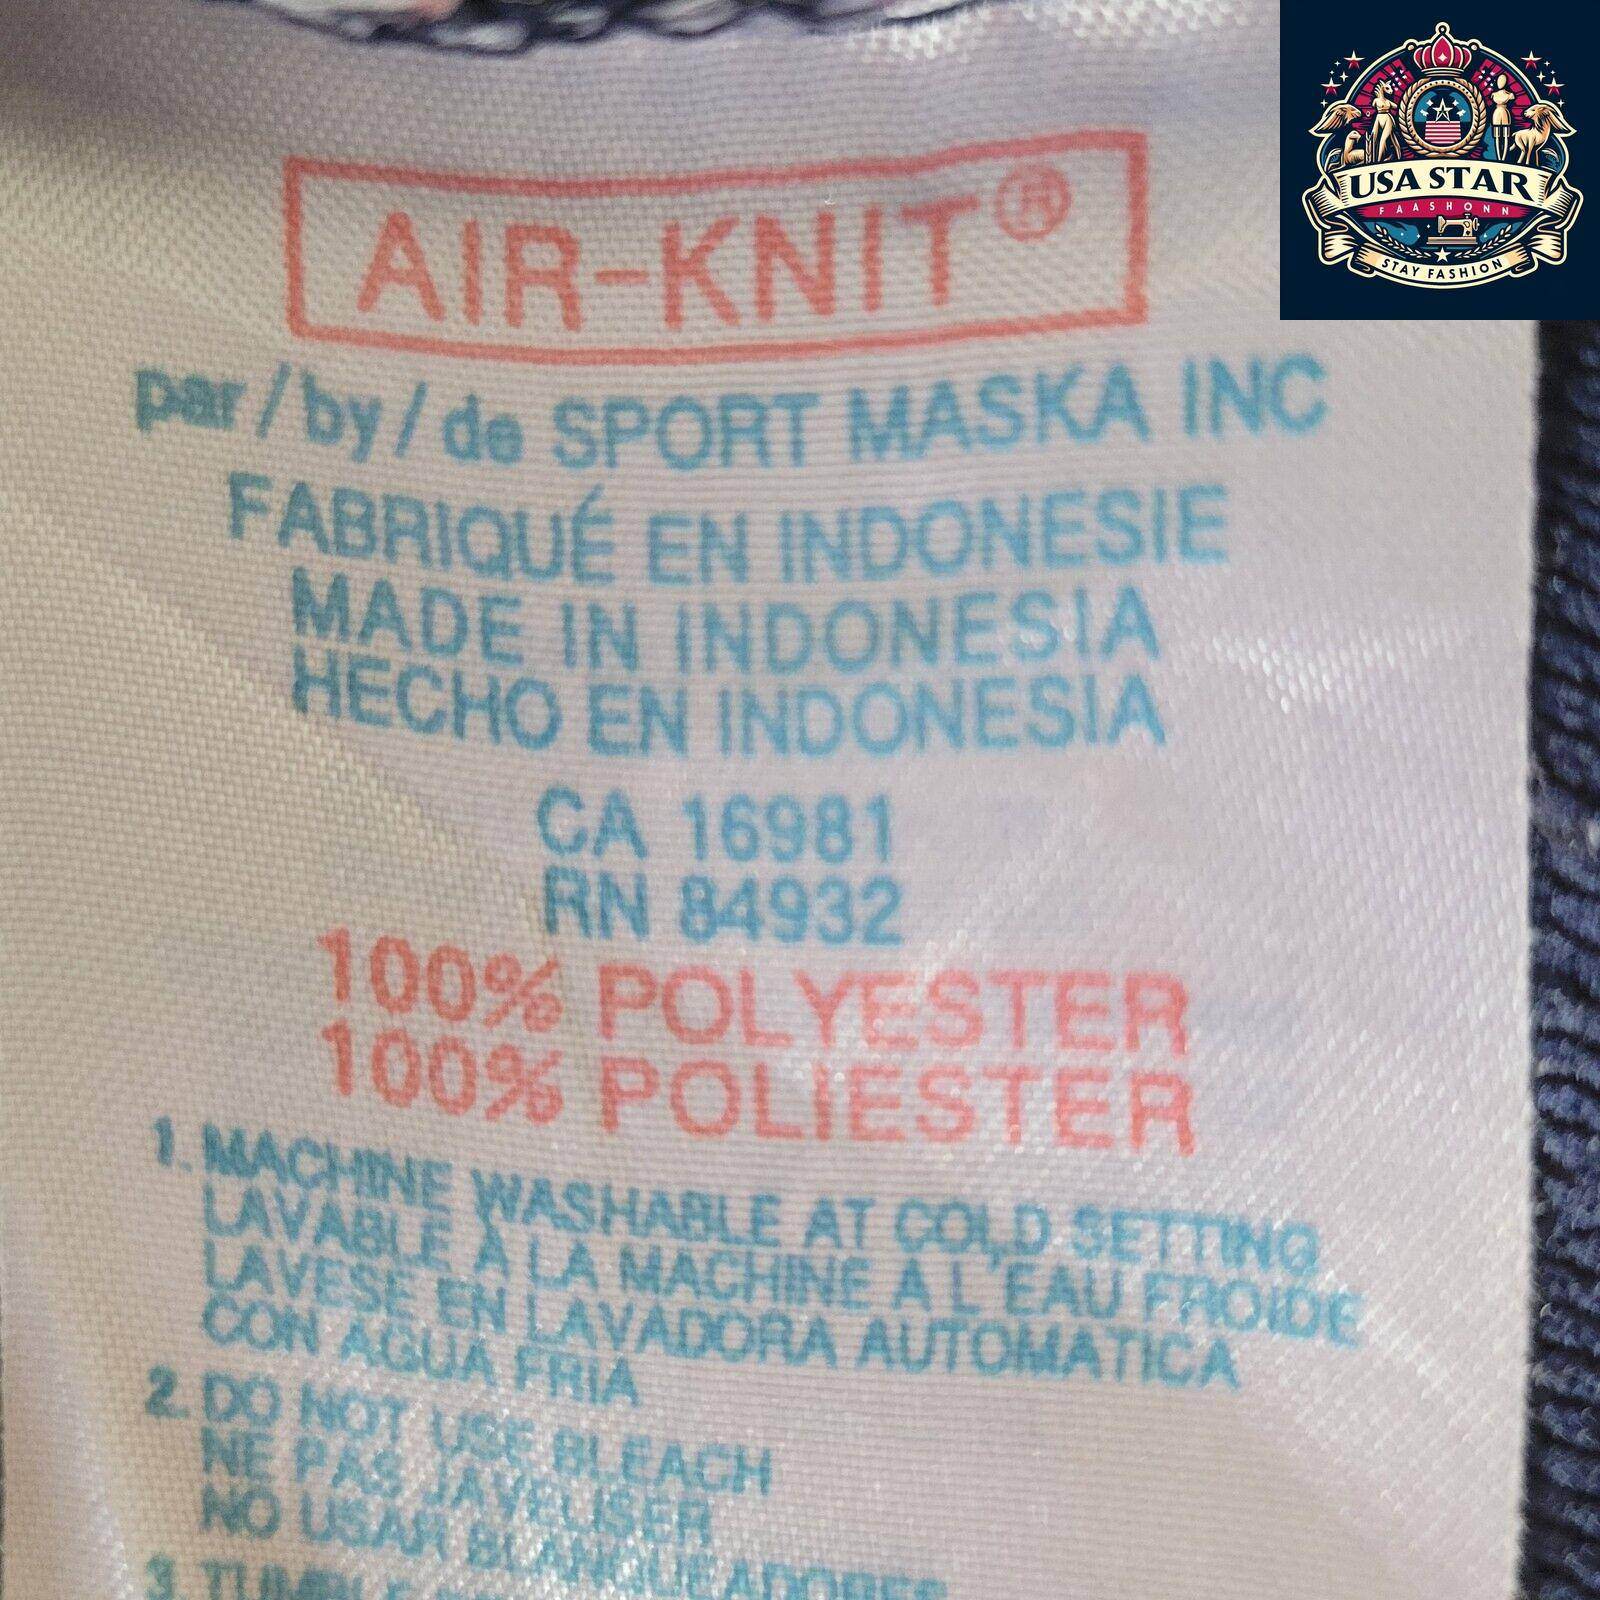 AIR-KNIT®
par/by/de SPORT MASKA INC
FABRIQUÉ EN INDONESIE
MADE IN INDONESIA
HECHO EN INDONESIA
CA 16981
RN 84932
100% POLYESTER
100% POLIESTER
1. MACHINE WASHABLE AT COLD SETTING
LAVABLE À LA MACHINE A L'EAU FROIDE
LAVESE EN LAVADORA AUTOMATICA
CON AGUA FRIA
2. DO NOT USE BLEACH
NE PAS JAVELISER
NO USAR BLANQUEADORES
3. TUMBLE
USA STAR
FAASHONN
STAY FASHION